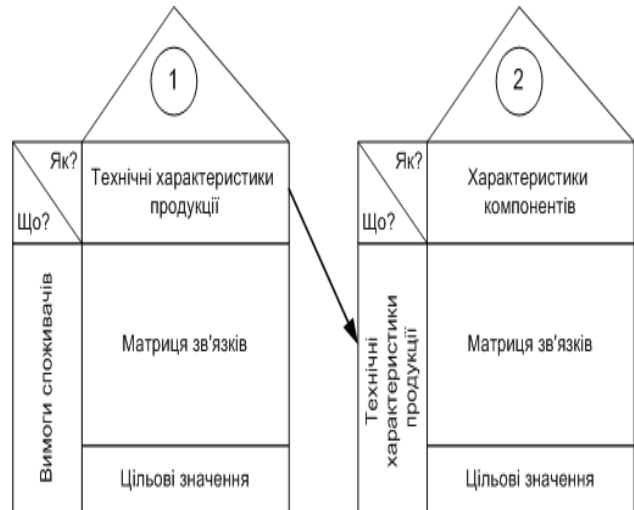 1
Як?
Що?
Технічні характеристики
продукції
Вимоги споживачів
Матриця зв'язків
Цільові значення
2
Як?
Що?
Характеристики
компонентів
Технічні
характеристики
продукції
Матриця зв'язків
Цільові значення